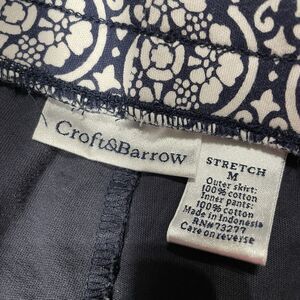 Croft&Barrow
STRETCH
M
Outer skirt:
100% cotton
Inner pants:
100% cotton
Made in Indonesia
RN#73277
Care on reverse